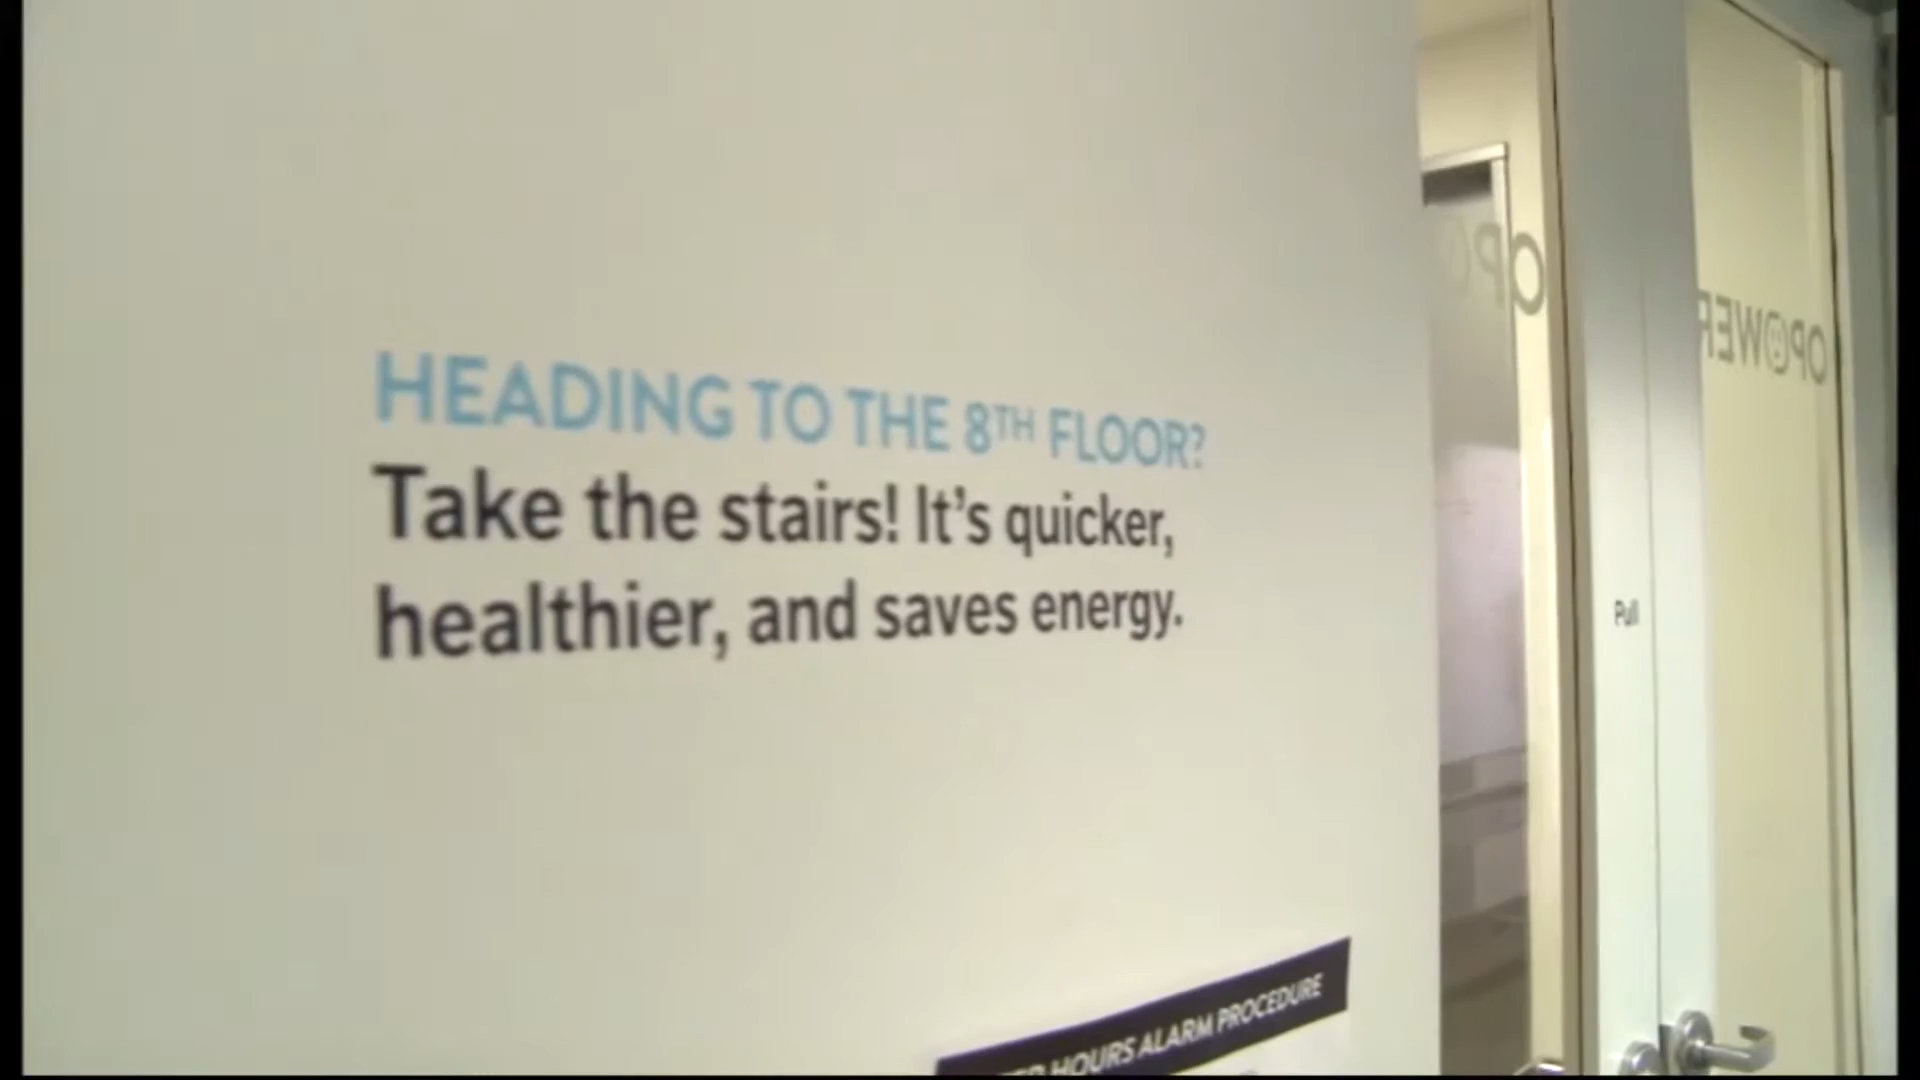 HEADING TO THE 8TH FLOOR?
Take the stairs! It's quicker,
healthier, and saves energy.
HOURS ALARM PROCEDURE
Pull
OPOWER